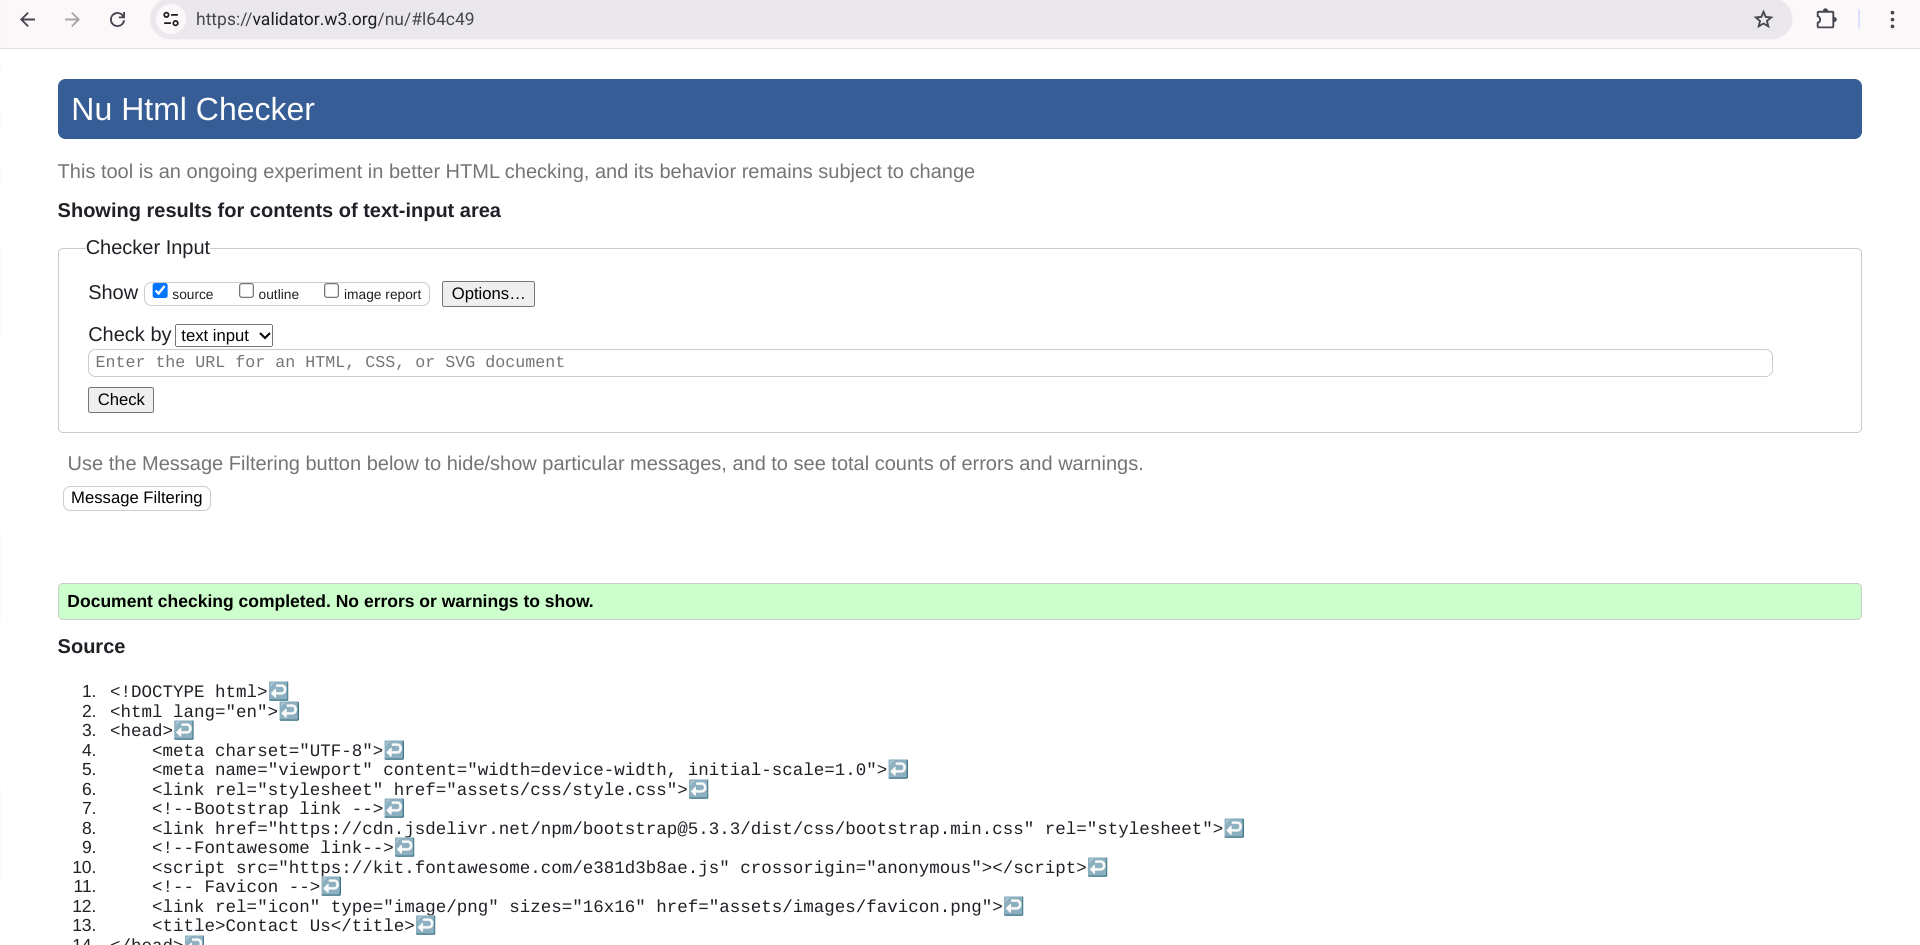 https://validator.w3.org/nu/#l64c49
Nu Html Checker
This tool is an ongoing experiment in better HTML checking, and its behavior remains subject to change
Showing results for contents of text-input area
Checker Input
Show source outline image report Options…
Check by text input
Enter the URL for an HTML, CSS, or SVG document
Check
Use the Message Filtering button below to hide/show particular messages, and to see total counts of errors and warnings.
Message Filtering
Document checking completed. No errors or warnings to show.
Source
1. <!DOCTYPE html>↩
2. <html lang="en">↩
3. <head>↩
4.     <meta charset="UTF-8">↩
5.     <meta name="viewport" content="width=device-width, initial-scale=1.0">↩
6.     <link rel="stylesheet" href="assets/css/style.css">↩
7.     <!--Bootstrap link -->↩
8.     <link href="https://cdn.jsdelivr.net/npm/bootstrap@5.3.3/dist/css/bootstrap.min.css" rel="stylesheet">↩
9.     <!--Fontawesome link-->↩
10.     <script src="https://kit.fontawesome.com/e381d3b8ae.js" crossorigin="anonymous"></script>↩
11.     <!-- Favicon -->↩
12.     <link rel="icon" type="image/png" sizes="16x16" href="assets/images/favicon.png">↩
13.     <title>Contact Us</title>↩
14. </head>↩